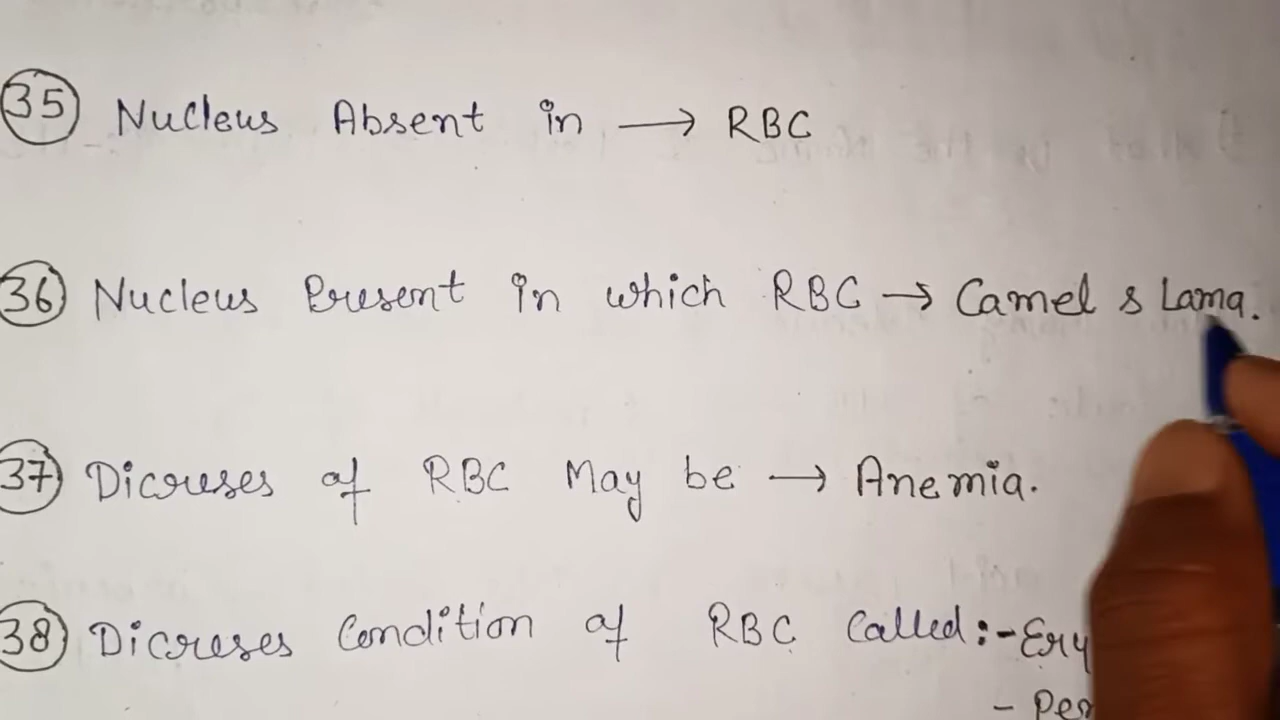 35 Nucleus Absent in → RBC
36 Nucleus Present in which RBC → Camel & Lama.
37 Dicreses of RBC May be → Anemia.
38 Dicreses Condition of RBC Called:-